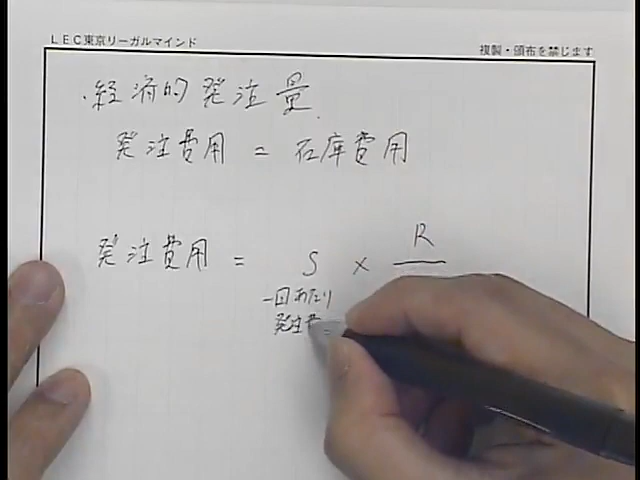 LEC東京リーガルマインド
複製・頒布を禁じます
・経済的発注量
発注費用 = 在庫費用
発注費用 = S × R
一回あたり
発注費